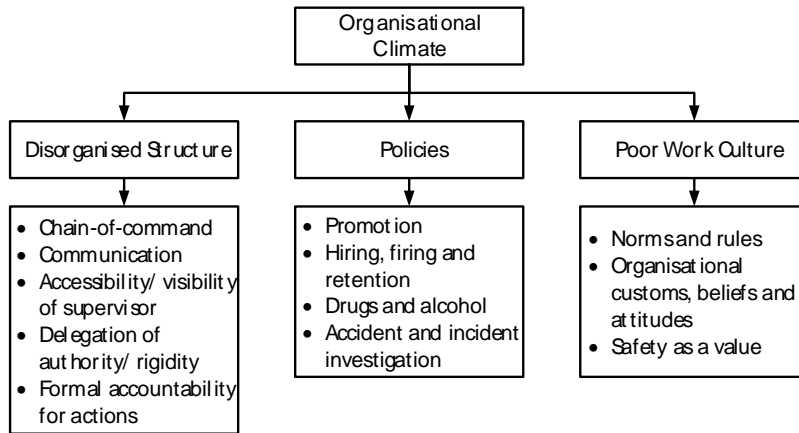 Organisational
Climate
Disorganised Structure
Policies
Poor Work Culture
• Chain-of-command
• Communication
• Accessibility/ visibility
of supervisor
• Delegation of
authority/ rigidity
• Formal accountability
for actions
• Promotion
• Hiring, firing and
retention
• Drugs and alcohol
• Accident and incident
investigation
• Norms and rules
• Organisational
customs, beliefs and
attitudes
• Safety as a value